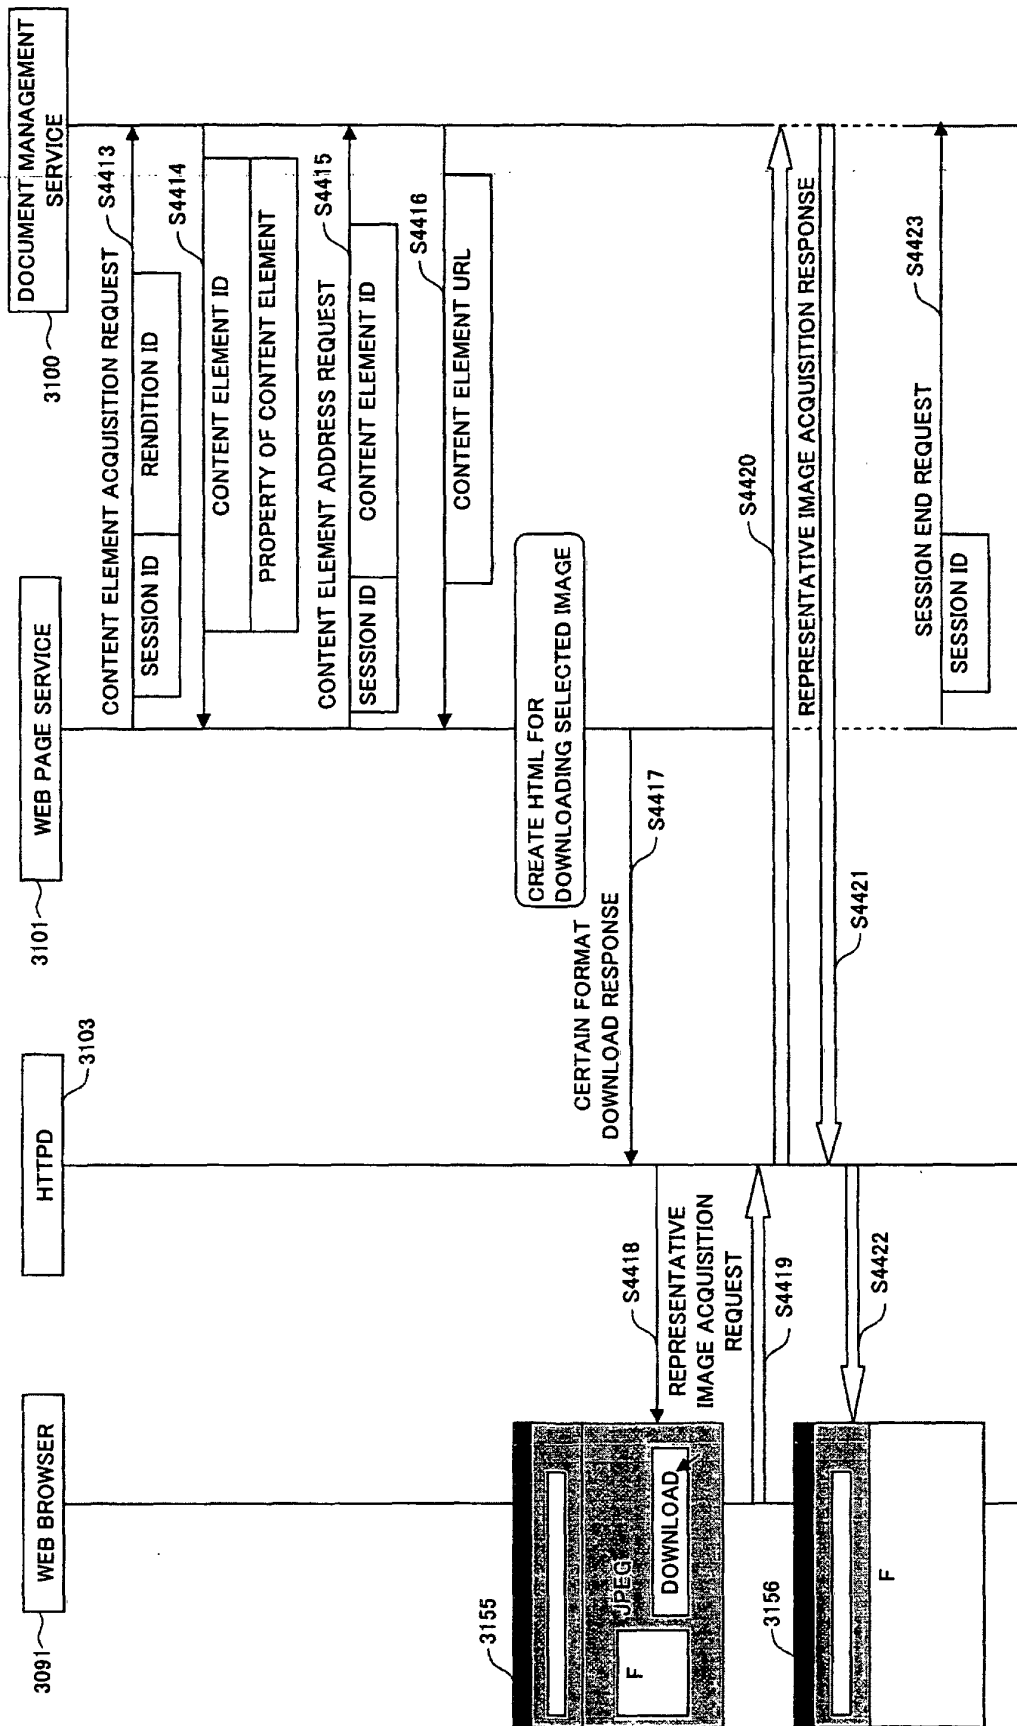 WEB BROWSER
3091
HTTPD
3103
WEB PAGE SERVICE
3101
DOCUMENT MANAGEMENT
SERVICE
3100
CONTENT ELEMENT ACQUISITION REQUEST
S4413
SESSION ID
RENDITION ID
S4414
CONTENT ELEMENT ID
PROPERTY OF CONTENT ELEMENT
CONTENT ELEMENT ADDRESS REQUEST
S4415
SESSION ID
CONTENT ELEMENT ID
S4416
CONTENT ELEMENT URL
CREATE HTML FOR
DOWNLOADING SELECTED IMAGE
CERTAIN FORMAT
DOWNLOAD RESPONSE
S4417
3155
F
JPEG
DOWNLOAD
S4418
REPRESENTATIVE
IMAGE ACQUISITION
REQUEST
S4419
S4420
REPRESENTATIVE IMAGE ACQUISITION RESPONSE
S4421
S4422
3156
F
SESSION END REQUEST
S4423
SESSION ID